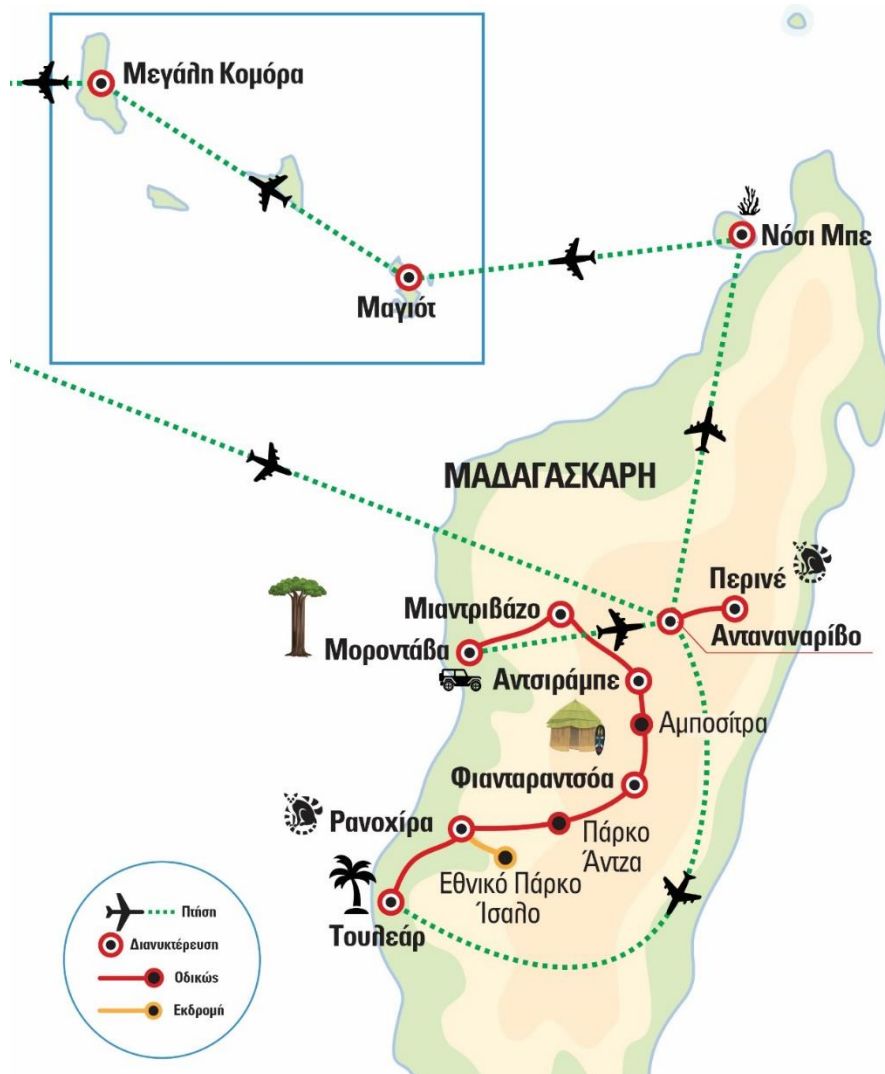 Μεγάλη Κομόρα
Νόσι Μπε
Μαγιότ
ΜΑΔΑΓΑΣΚΑΡΗ
Περινέ
Μιαντριβάζο
Ανταναναρίβο
Μοροντάβα
Αντσιράμπε
Αμποσίτρα
Φιανταραντσόα
Ρανοχίρα
Πάρκο
Άντζα
Εθνικό Πάρκο
Ίσαλο
Τουλεάρ
Πτήση
Διανυκτέρευση
Οδικώς
Εκδρομή